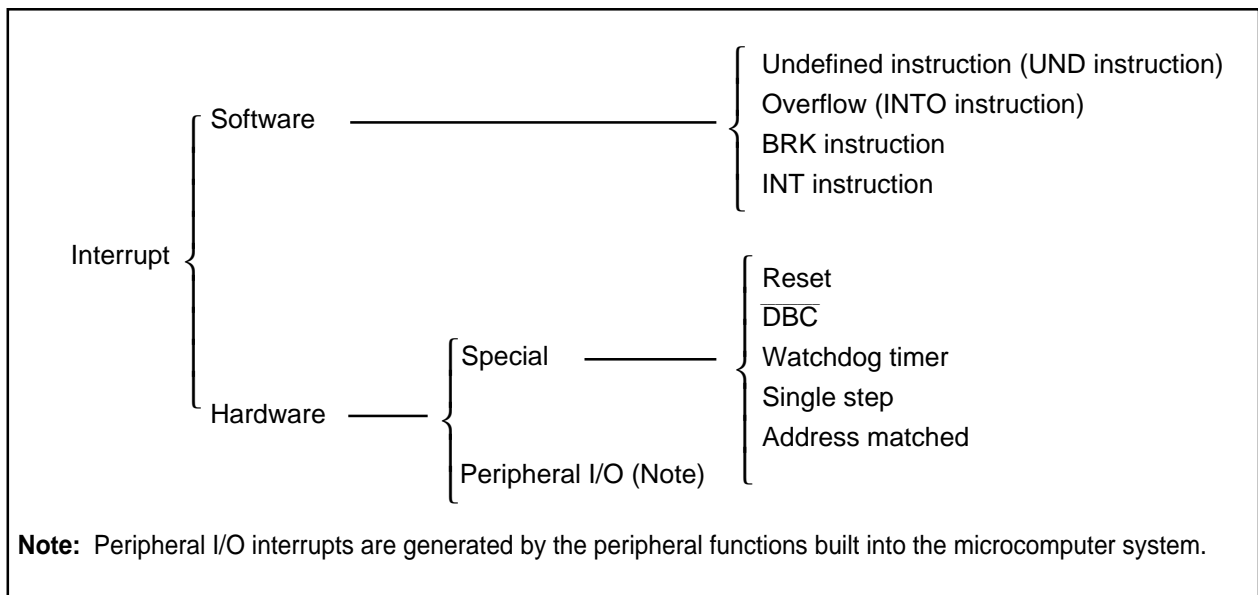 Interrupt
Software
Undefined instruction (UND instruction)
Overflow (INTO instruction)
BRK instruction
INT instruction
Hardware
Special
Reset
D̅B̅C̅
Watchdog timer
Single step
Address matched
Peripheral I/O (Note)
Note: Peripheral I/O interrupts are generated by the peripheral functions built into the microcomputer system.